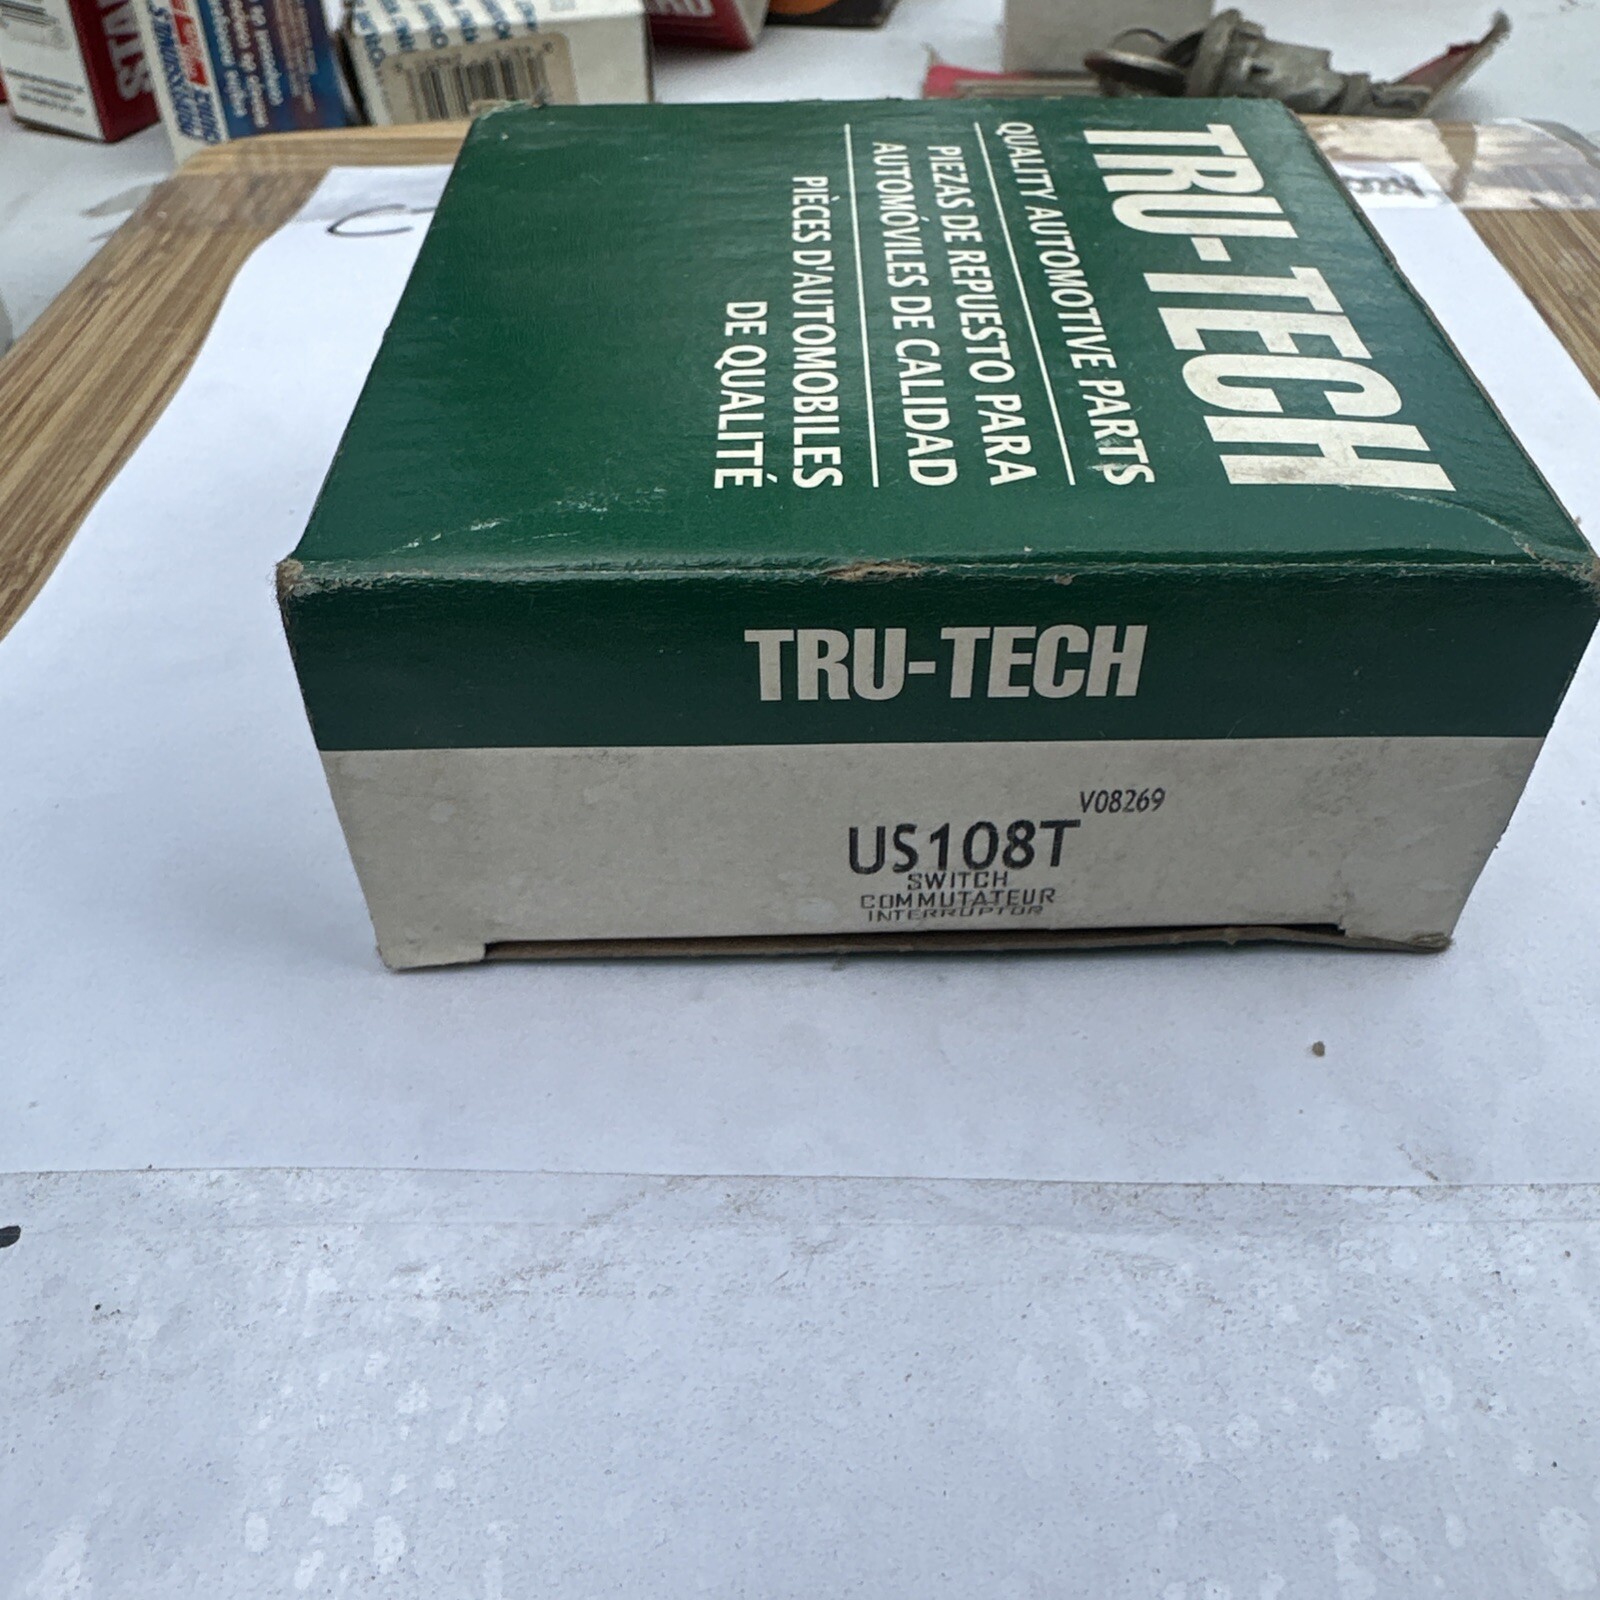 TRU-TECH
QUALITY AUTOMOTIVE PARTS
PIEZAS DE REPUESTO PARA
AUTOMÓVILES DE CALIDAD
PIÈCES D'AUTOMOBILES
DE QUALITÉ
TRU-TECH
V08269
US108T
SWITCH
COMMUTATEUR
INTERRUPTOR